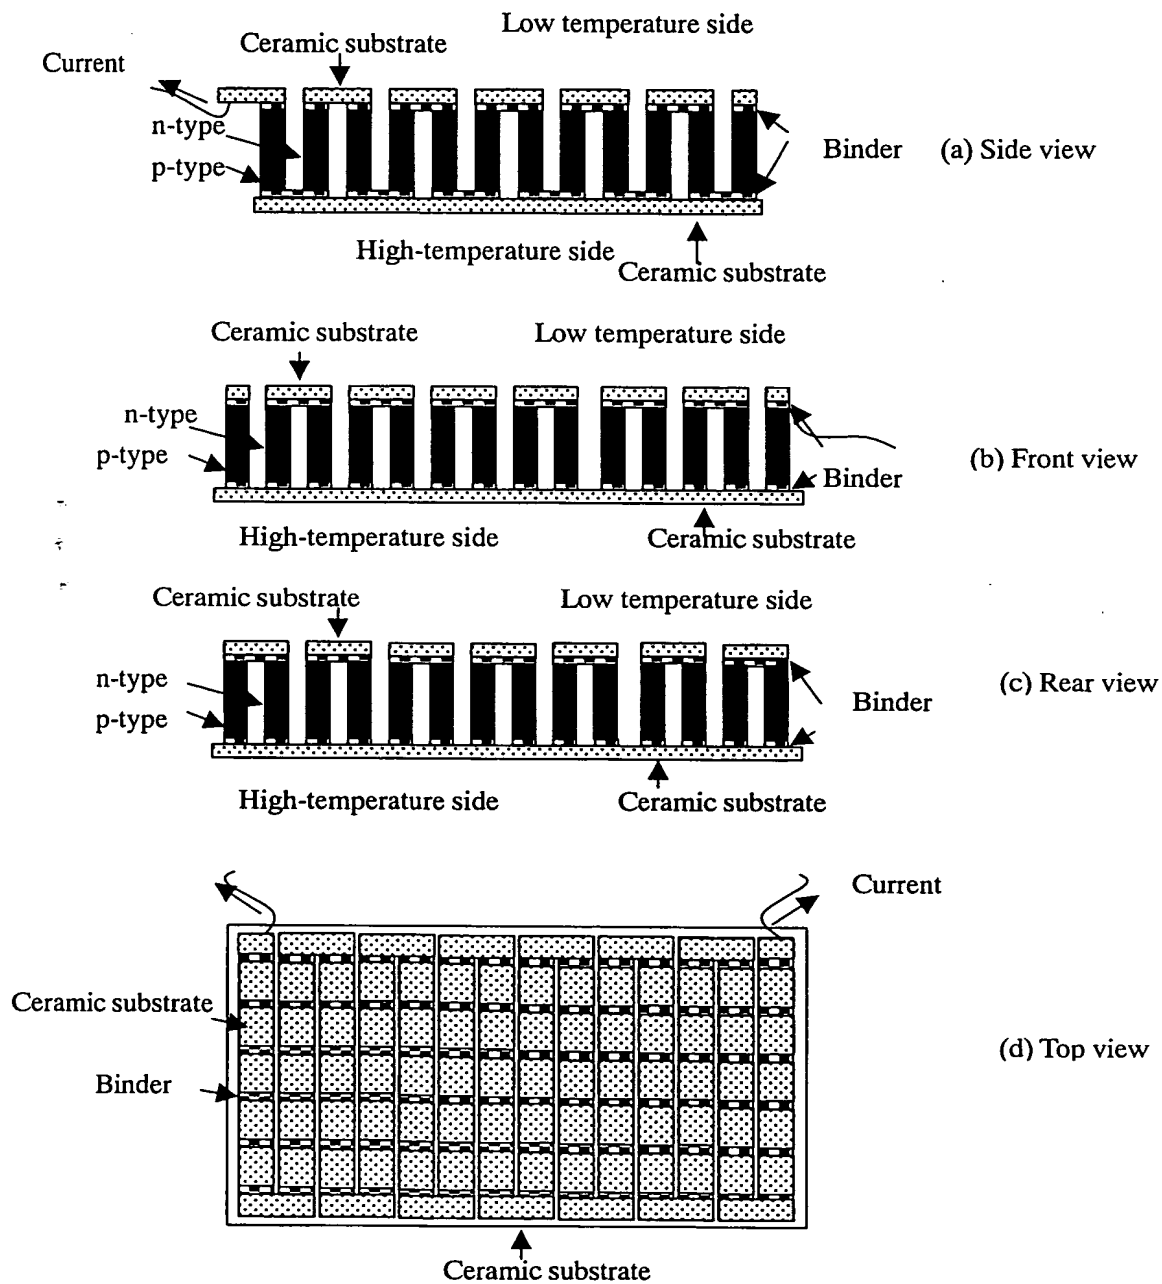 Low temperature side
Ceramic substrate
Current
n-type
p-type
Binder
(a) Side view
High-temperature side
Ceramic substrate
Ceramic substrate
Low temperature side
n-type
p-type
(b) Front view
Binder
High-temperature side
Ceramic substrate
Ceramic substrate
Low temperature side
n-type
p-type
Binder
(c) Rear view
High-temperature side
Ceramic substrate
Current
Ceramic substrate
(d) Top view
Binder
Ceramic substrate